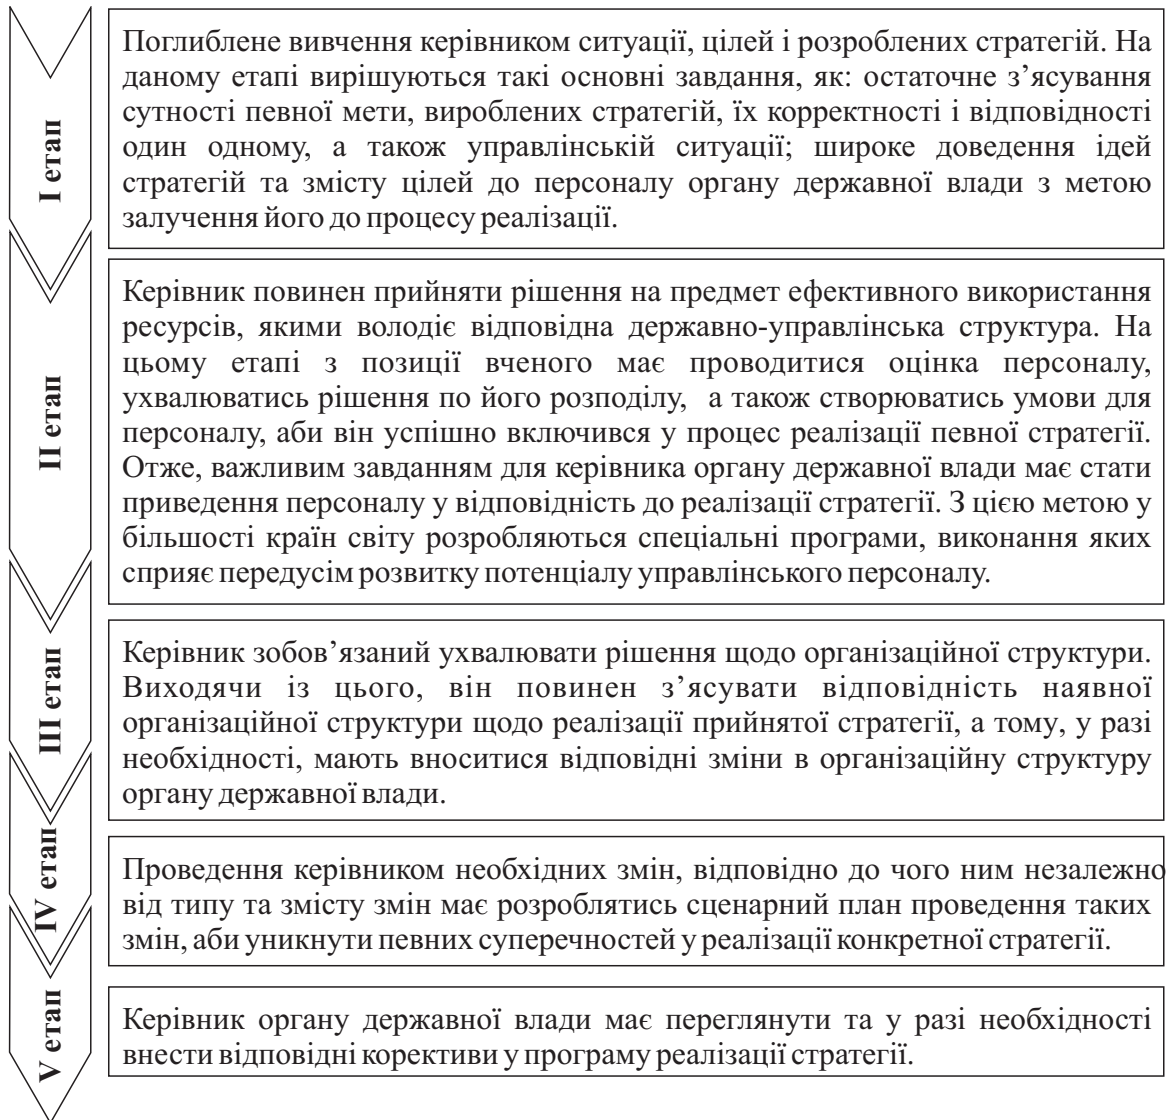 І етап
Поглиблене вивчення керівником ситуації, цілей і розроблених стратегій. На
даному етапі вирішуються такі основні завдання, як: остаточне з’ясування
сутності певної мети, вироблених стратегій, їх корректності і відповідності
один одному, а також управлінській ситуації; широке доведення ідей
стратегій та змісту цілей до персоналу органу державної влади з метою
залучення його до процесу реалізації.
ІІ етап
Керівник повинен прийняти рішення на предмет ефективного використання
ресурсів, якими володіє відповідна державно-управлінська структура. На
цьому етапі з позиції вченого має проводитися оцінка персоналу,
ухвалюватись рішення по його розподілу, а також створюватись умови для
персоналу, аби він успішно включився у процес реалізації певної стратегії.
Отже, важливим завданням для керівника органу державної влади має стати
приведення персоналу у відповідність до реалізації стратегії. З цією метою у
більшості країн світу розробляються спеціальні програми, виконання яких
сприяє передусім розвитку потенціалу управлінського персоналу.
ІІІ етап
Керівник зобов’язаний ухвалювати рішення щодо організаційної структури.
Виходячи із цього, він повинен з’ясувати відповідність наявної
організаційної структури щодо реалізації прийнятої стратегії, а тому, у разі
необхідності, мають вноситися відповідні зміни в організаційну структуру
органу державної влади.
IV етап
Проведення керівником необхідних змін, відповідно до чого ним незалежно
від типу та змісту змін має розроблятись сценарний план проведення таких
змін, аби уникнути певних суперечностей у реалізації конкретної стратегії.
V етап
Керівник органу державної влади має переглянути та у разі необхідності
внести відповідні корективи у програму реалізації стратегії.